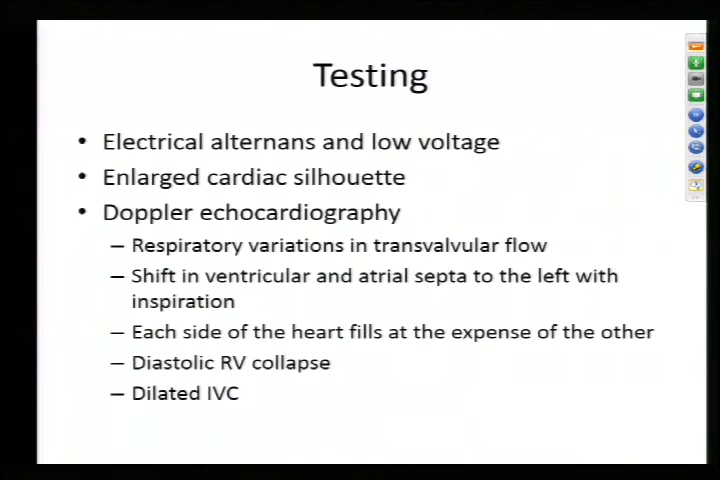 Testing
• Electrical alternans and low voltage
• Enlarged cardiac silhouette
• Doppler echocardiography
– Respiratory variations in transvalvular flow
– Shift in ventricular and atrial septa to the left with
inspiration
– Each side of the heart fills at the expense of the other
– Diastolic RV collapse
– Dilated IVC